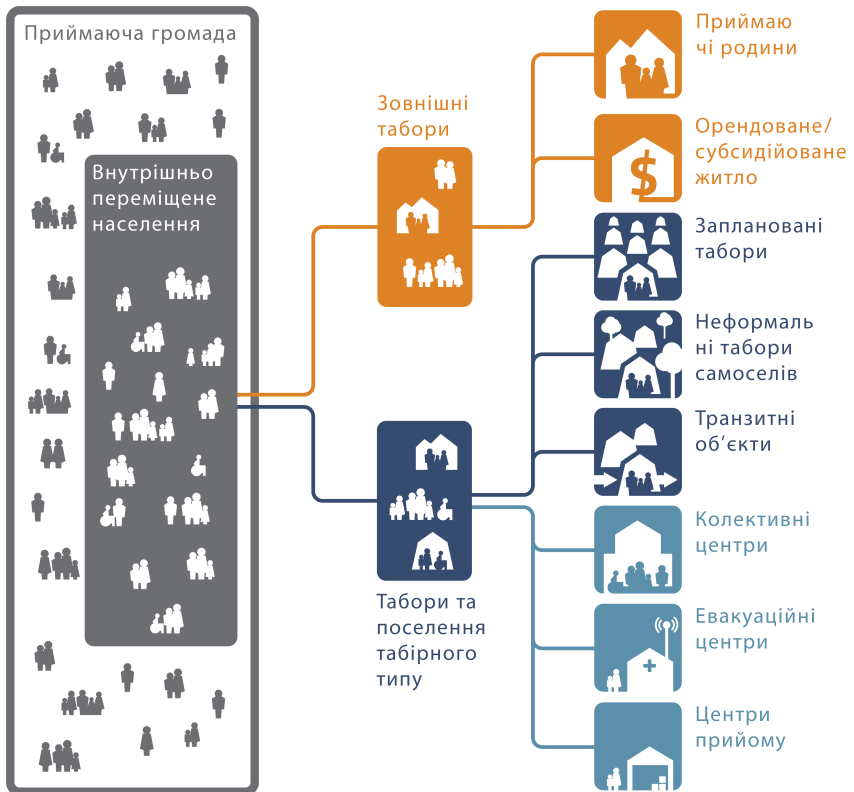 Приймаюча громада
Внутрішньо
переміщене
населення
Зовнішні
табори
Табори та
поселення
табірного
типу
Приймаю
чі родини
Орендоване/
субсидійоване
житло
$
Заплановані
табори
Неформаль
ні табори
самоселів
Транзитні
об’єкти
Колективні
центри
Евакуаційні
центри
Центри
прийому